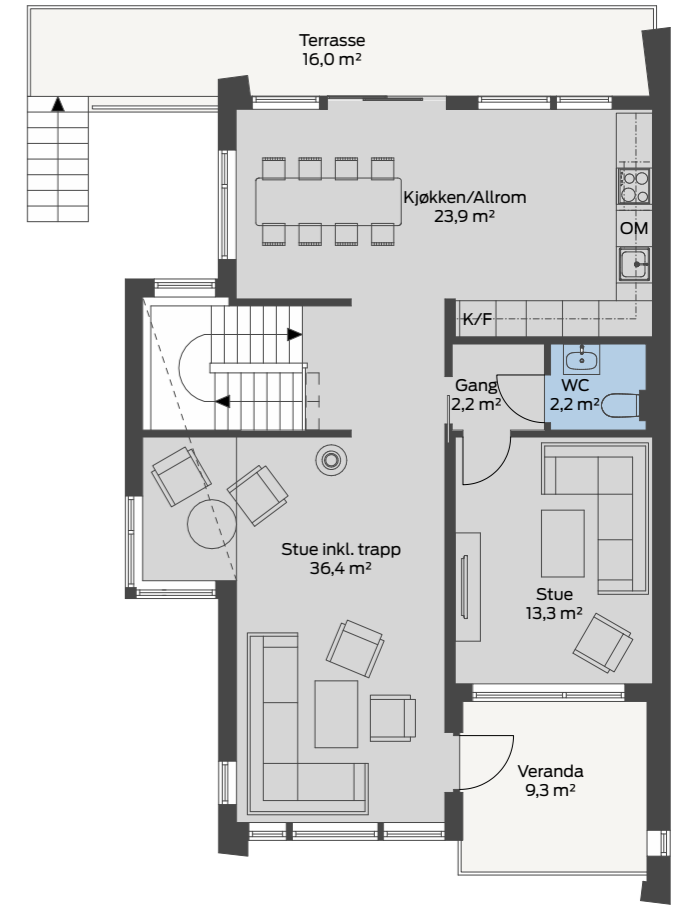 Terrasse
16,0 m²
Kjøkken/Allrom
23,9 m²
OM
K/F
Gang
2,2 m²
WC
2,2 m²
Stue inkl. trapp
36,4 m²
Stue
13,3 m²
Veranda
9,3 m²